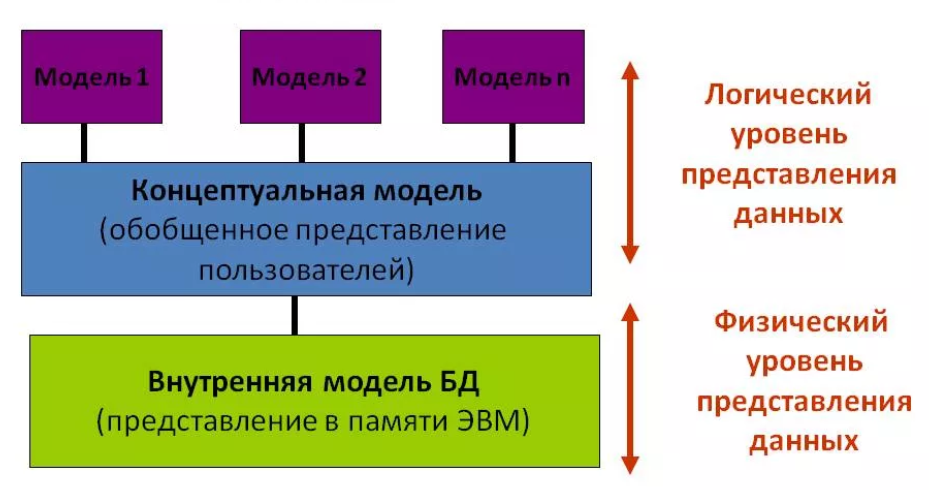 Модель 1
Модель 2
Модель n
Концептуальная модель
(обобщенное представление
пользователей)
Внутренняя модель БД
(представление в памяти ЭВМ)
Логический
уровень
представления
данных
Физический
уровень
представления
данных